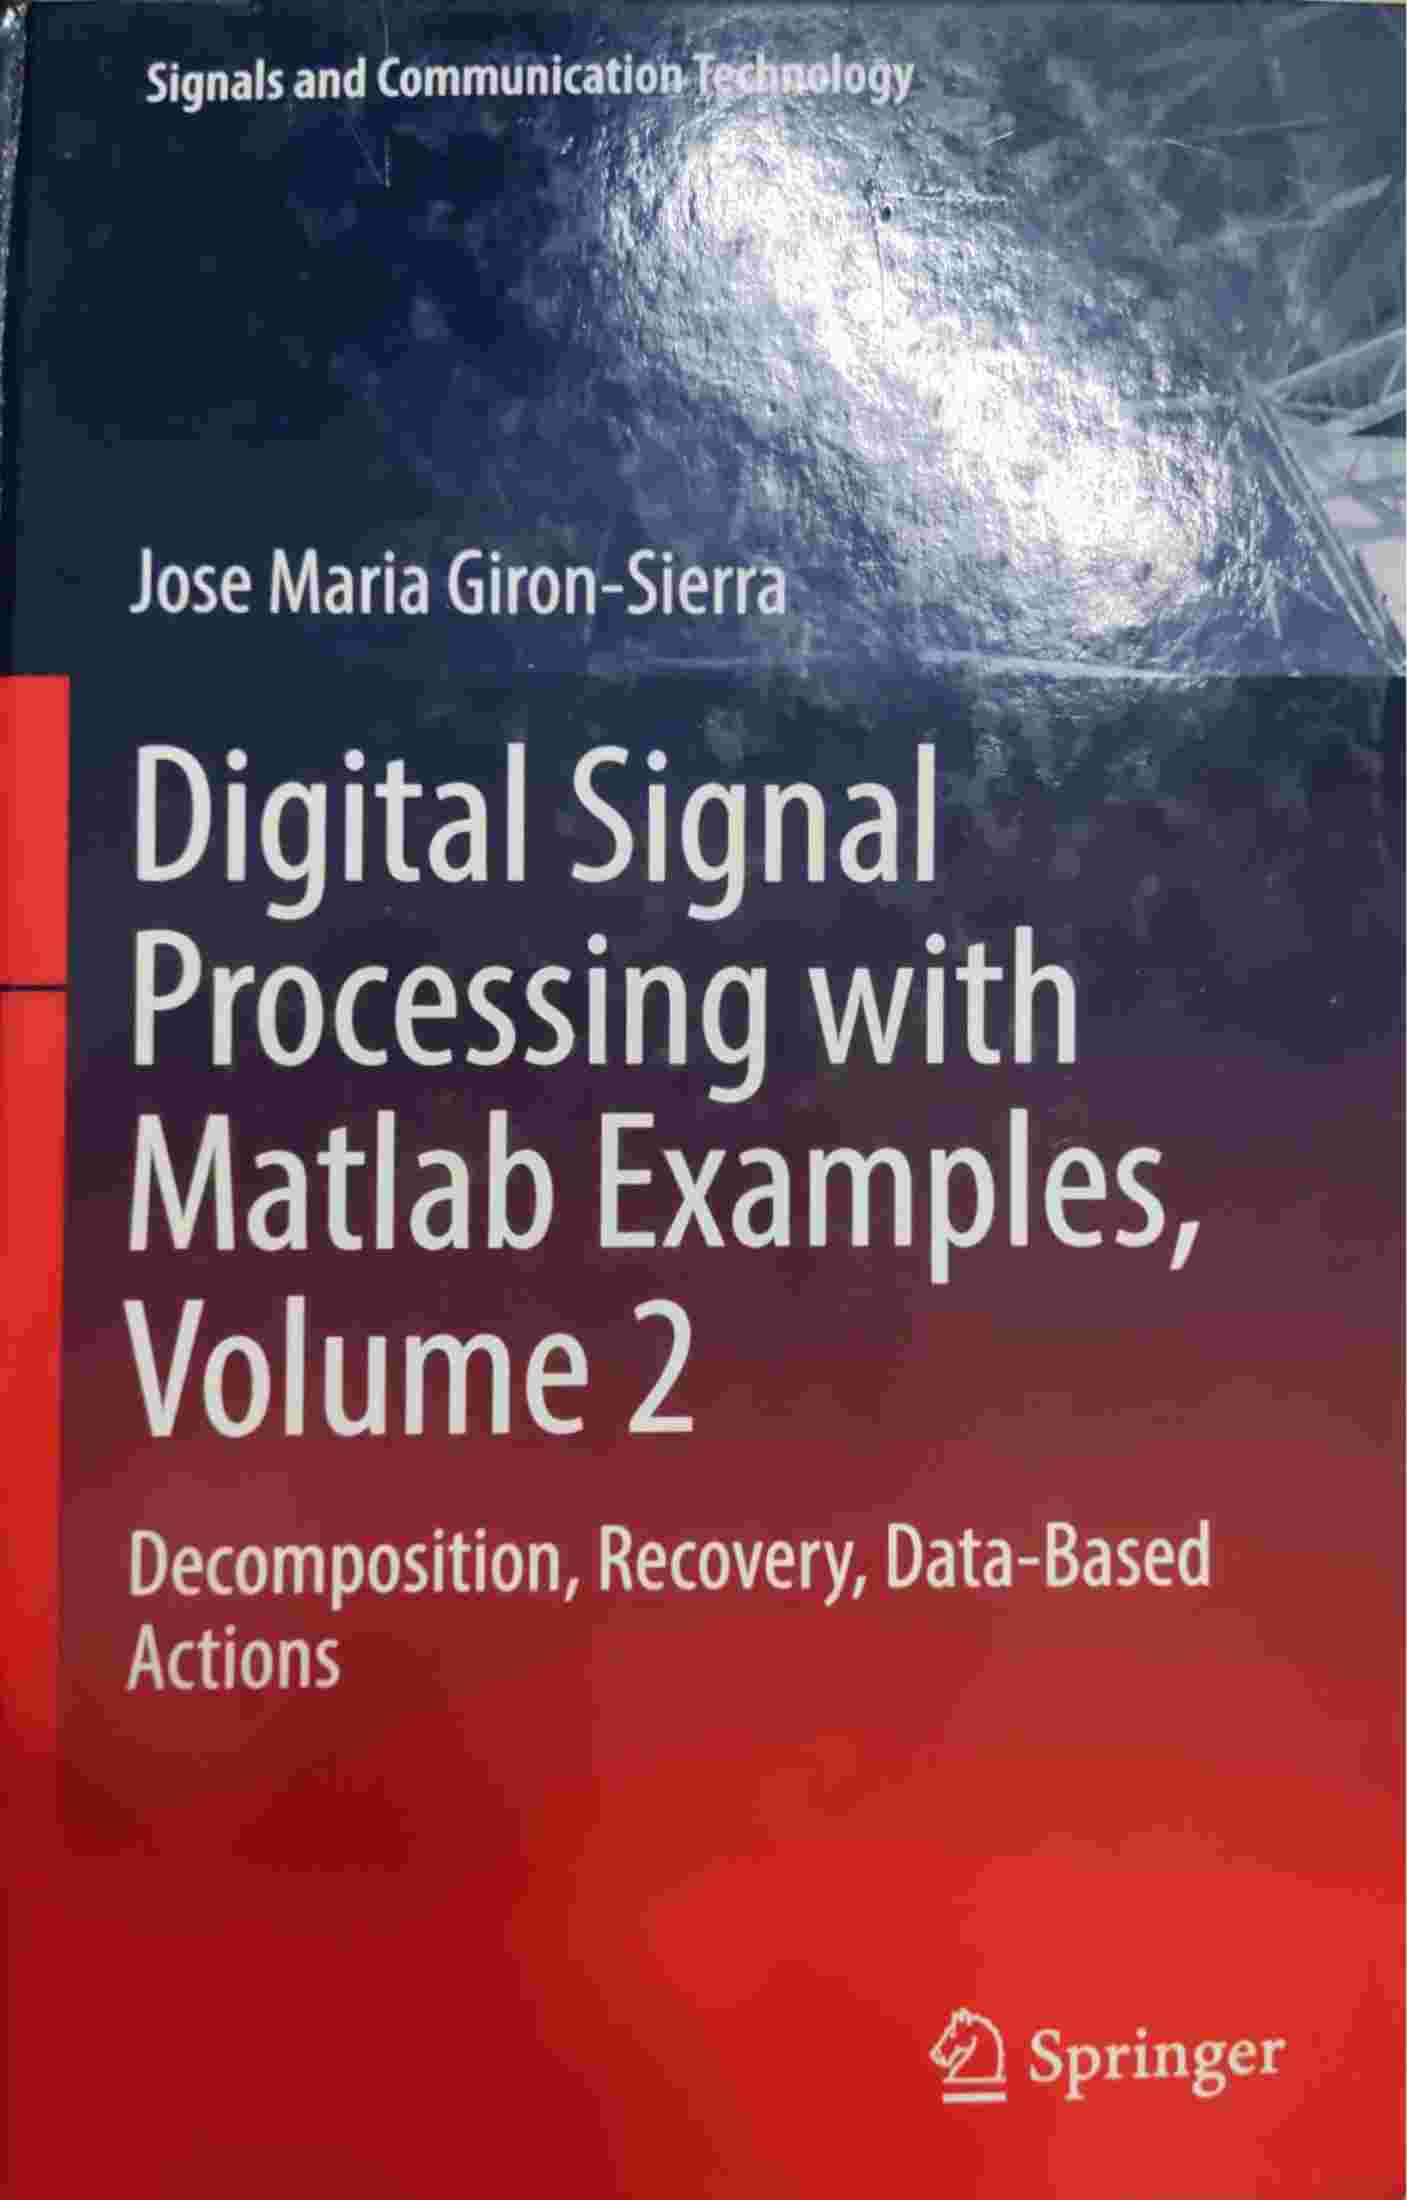 Signals and Communication Technology
Jose Maria Giron-Sierra
Digital Signal
Processing with
Matlab Examples,
Volume 2
Decomposition, Recovery, Data-Based
Actions
Springer